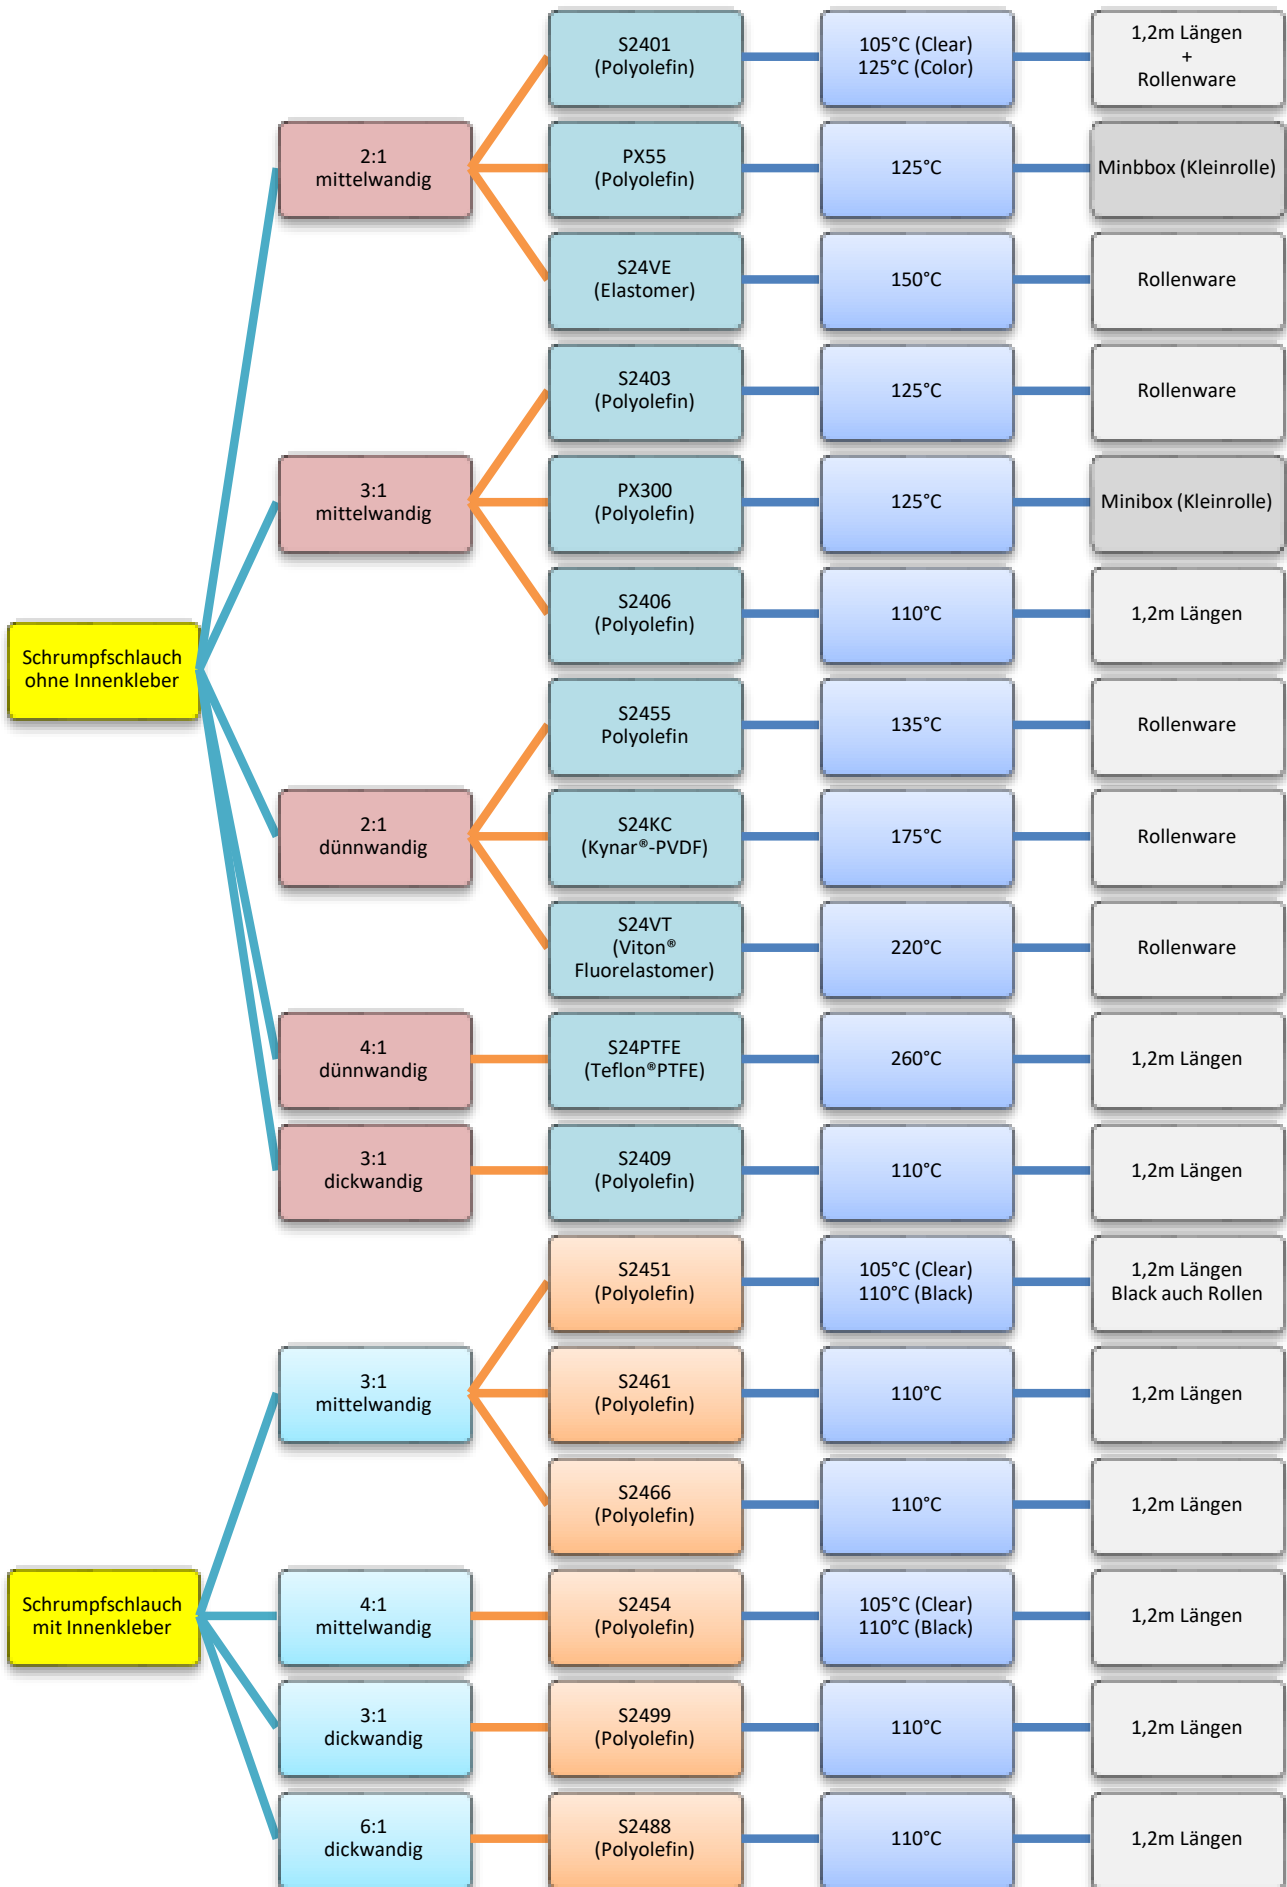 S2401
(Polyolefin)
105°C (Clear)
125°C (Color)
1,2m Längen
+
Rollenware
2:1
mittelwandig
PX55
(Polyolefin)
125°C
Minbbox (Kleinrolle)
S24VE
(Elastomer)
150°C
Rollenware
S2403
(Polyolefin)
125°C
Rollenware
3:1
mittelwandig
PX300
(Polyolefin)
125°C
Minibox (Kleinrolle)
S2406
(Polyolefin)
110°C
1,2m Längen
Schrumpfschlauch
ohne Innenkleber
S2455
Polyolefin
135°C
Rollenware
2:1
dünnwandig
S24KC
(Kynar®-PVDF)
175°C
Rollenware
S24VT
(Viton®
Fluorelastomer)
220°C
Rollenware
4:1
dünnwandig
S24PTFE
(Teflon®PTFE)
260°C
1,2m Längen
3:1
dickwandig
S2409
(Polyolefin)
110°C
1,2m Längen
S2451
(Polyolefin)
105°C (Clear)
110°C (Black)
1,2m Längen
Black auch Rollen
3:1
mittelwandig
S2461
(Polyolefin)
110°C
1,2m Längen
S2466
(Polyolefin)
110°C
1,2m Längen
Schrumpfschlauch
mit Innenkleber
4:1
mittelwandig
S2454
(Polyolefin)
105°C (Clear)
110°C (Black)
1,2m Längen
3:1
dickwandig
S2499
(Polyolefin)
110°C
1,2m Längen
6:1
dickwandig
S2488
(Polyolefin)
110°C
1,2m Längen